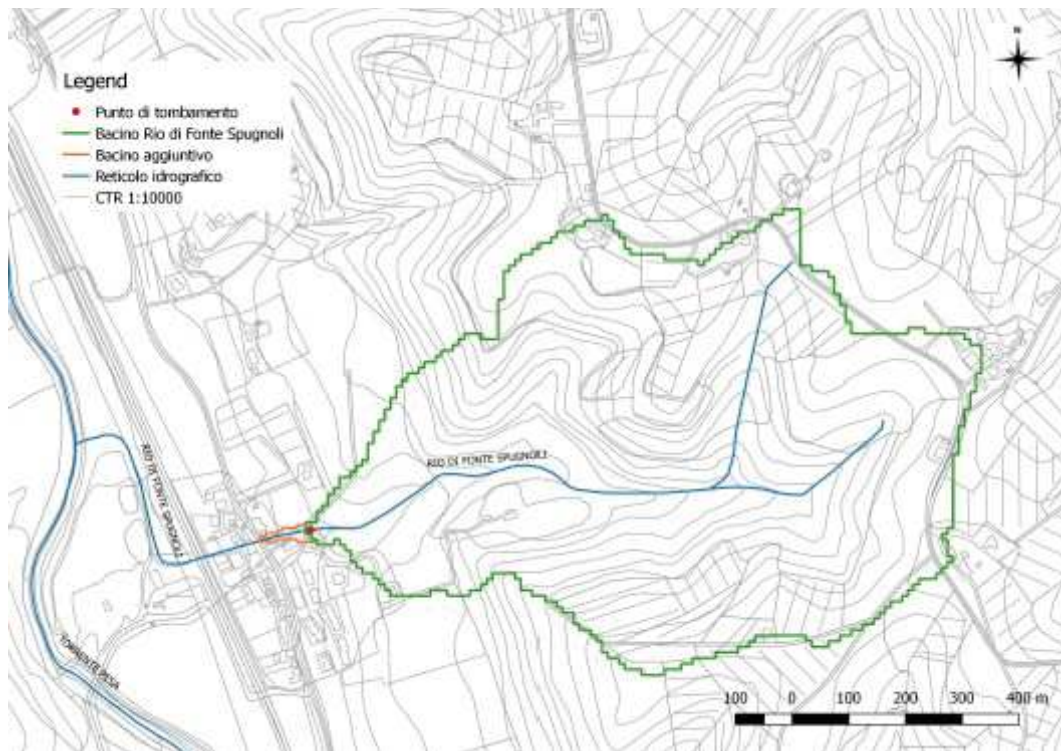 N
Legend
Punto di tombamento
Bacino Rio di Fonte Spugnoli
Bacino aggiuntivo
Reticolo idrografico
CTR 1:10000
RIO DI FONTE SPUGNOLI
RIO DI FONTE SPUGNOLI
TORRENTE PESA
100 0 100 200 300 400 m